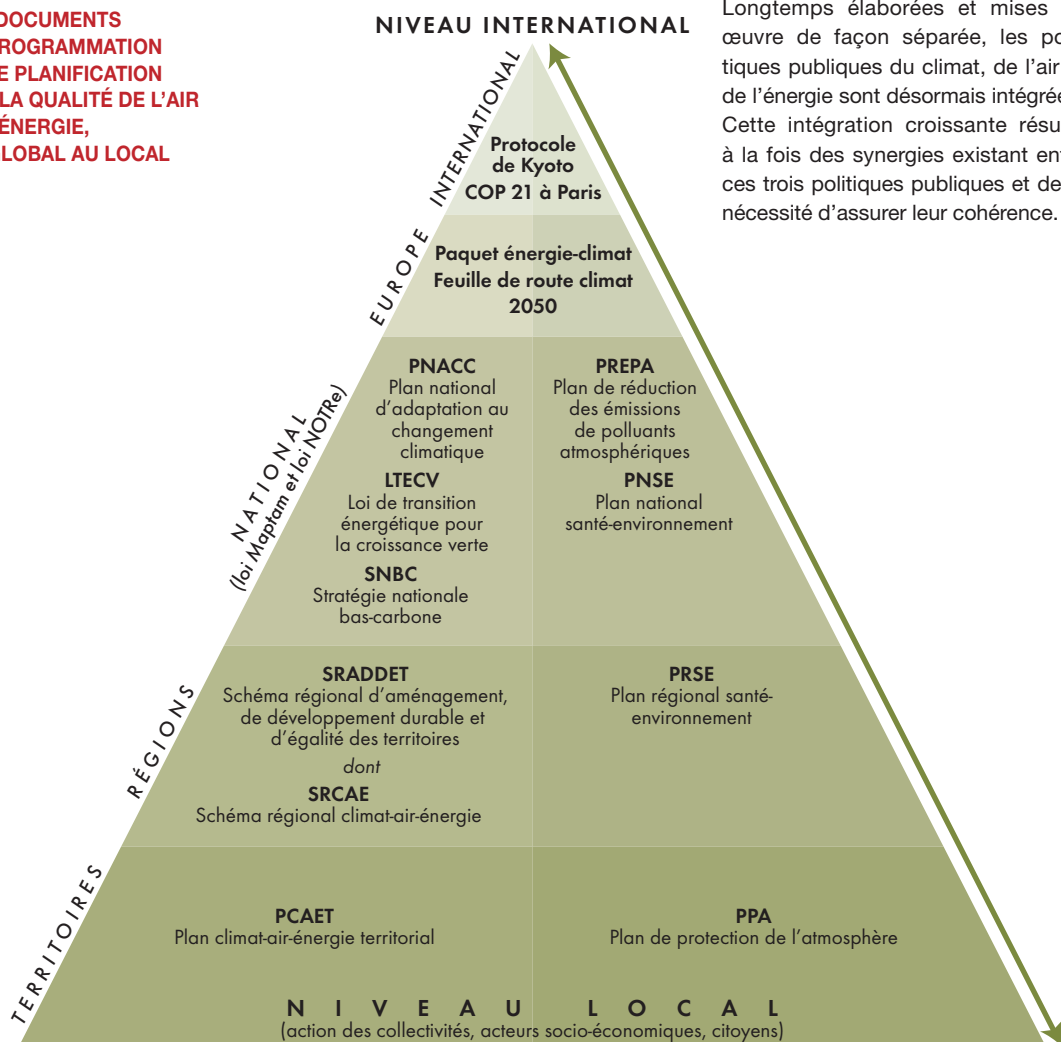 DOCUMENTS
ROGRAMMATION
E PLANIFICATION
LA QUALITÉ DE L'AIR
ÉNERGIE,
LOBAL AU LOCAL
NIVEAU INTERNATIONAL
Longtemps élaborées et mises
œuvre de façon séparée, les po
tiques publiques du climat, de l'air
de l'énergie sont désormais intégrée
Cette intégration croissante résu
à la fois des synergies existant en
ces trois politiques publiques et de
nécessité d'assurer leur cohérence.
INTERNATIONAL
Protocole
de Kyoto
COP 21 à Paris
EUROPE
Paquet énergie-climat
Feuille de route climat
2050
NATIONAL
(loi Maptam et loi NOTRe)
PNACC
Plan national
d'adaptation au
changement
climatique
LTECV
Loi de transition
énergétique pour
la croissance verte
SNBC
Stratégie nationale
bas-carbone
PREPA
Plan de réduction
des émissions
de polluants
atmosphériques
PNSE
Plan national
santé-environnement
RÉGIONS
SRADDET
Schéma régional d'aménagement,
de développement durable et
d'égalité des territoires
dont
SRCAE
Schéma régional climat-air-énergie
PRSE
Plan régional santé-
environnement
TERRITOIRES
PCAET
Plan climat-air-énergie territorial
PPA
Plan de protection de l'atmosphère
NIVEAU LOCAL
(action des collectivités, acteurs socio-économiques, citoyens)